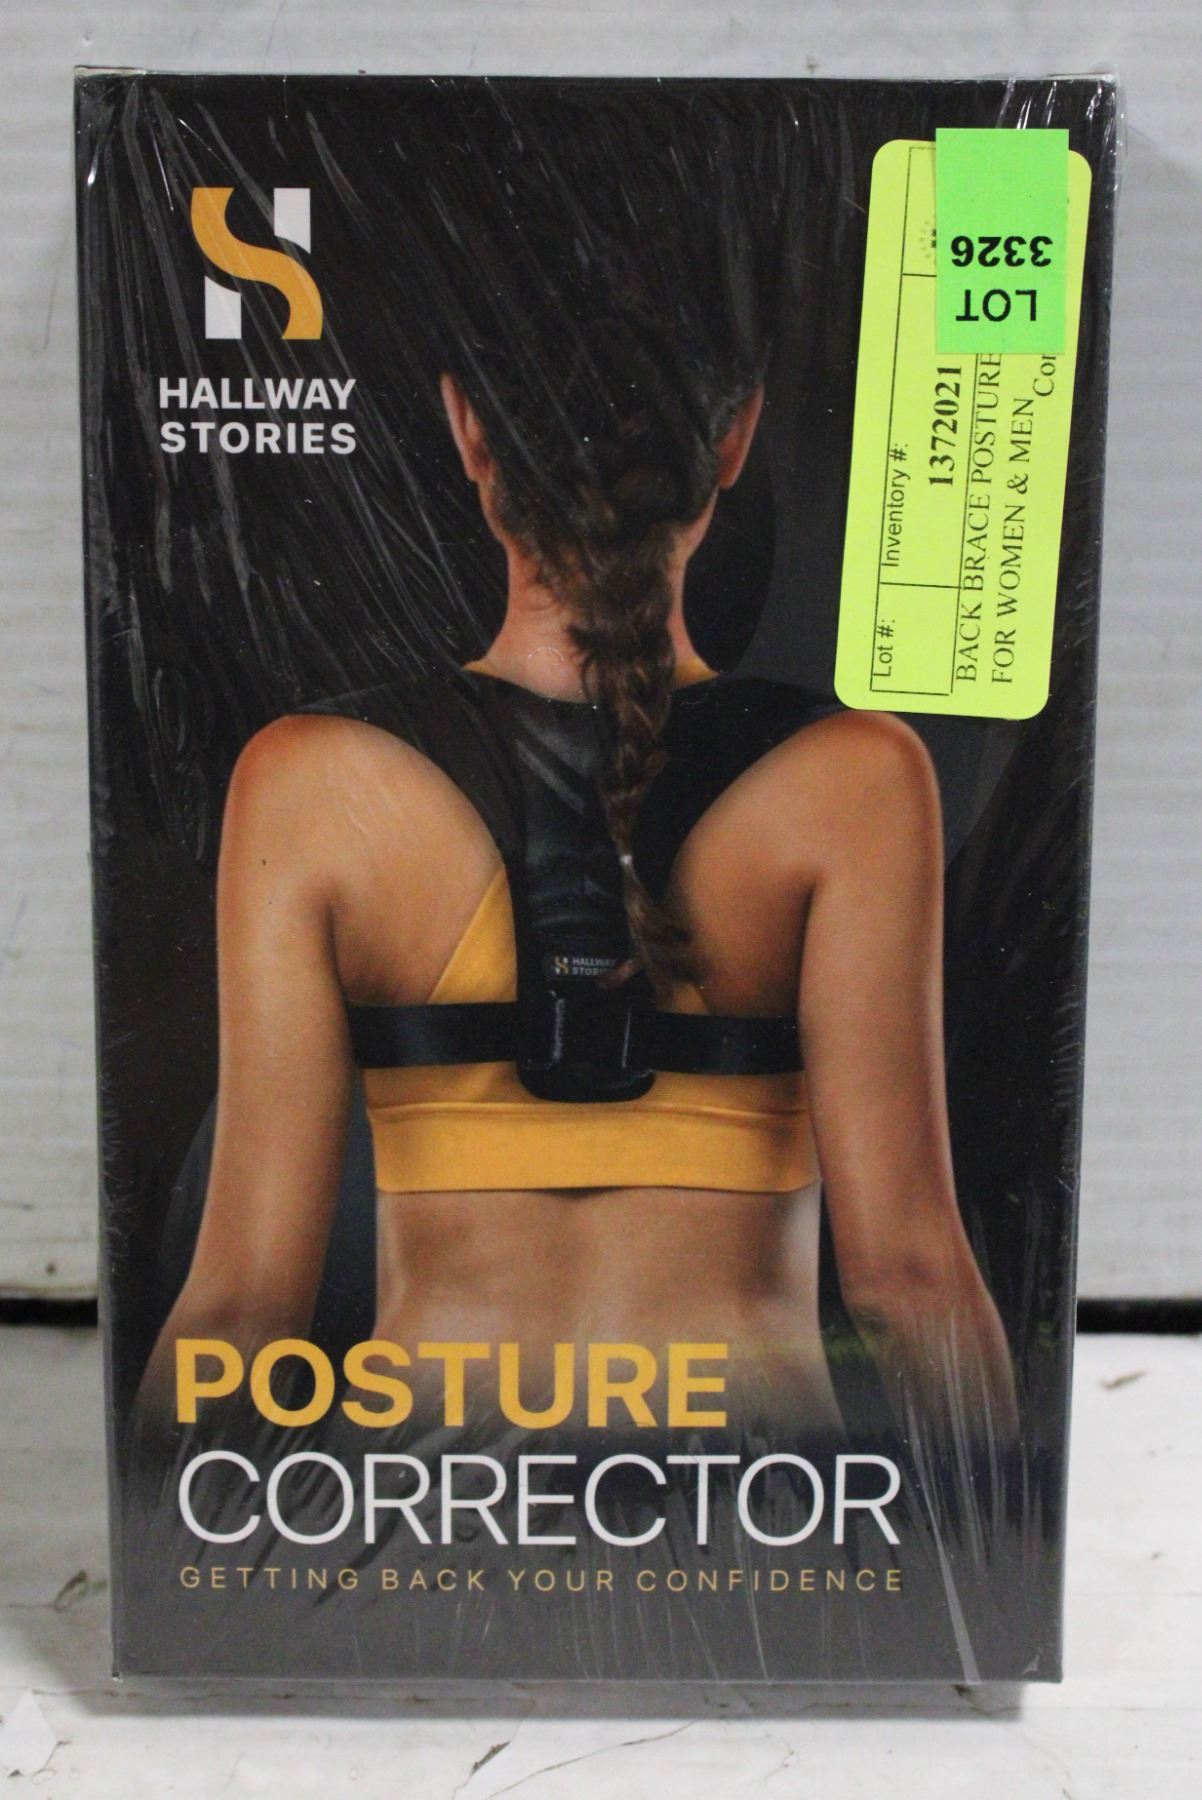 HALLWAY
STORIES
LOT
3326
Lot #:
Inventory #:
1372021
BACK BRACE POSTURE
FOR WOMEN & MEN
HALLWAY
POSTURE
CORRECTOR
GETTING BACK YOUR CONFIDENCE